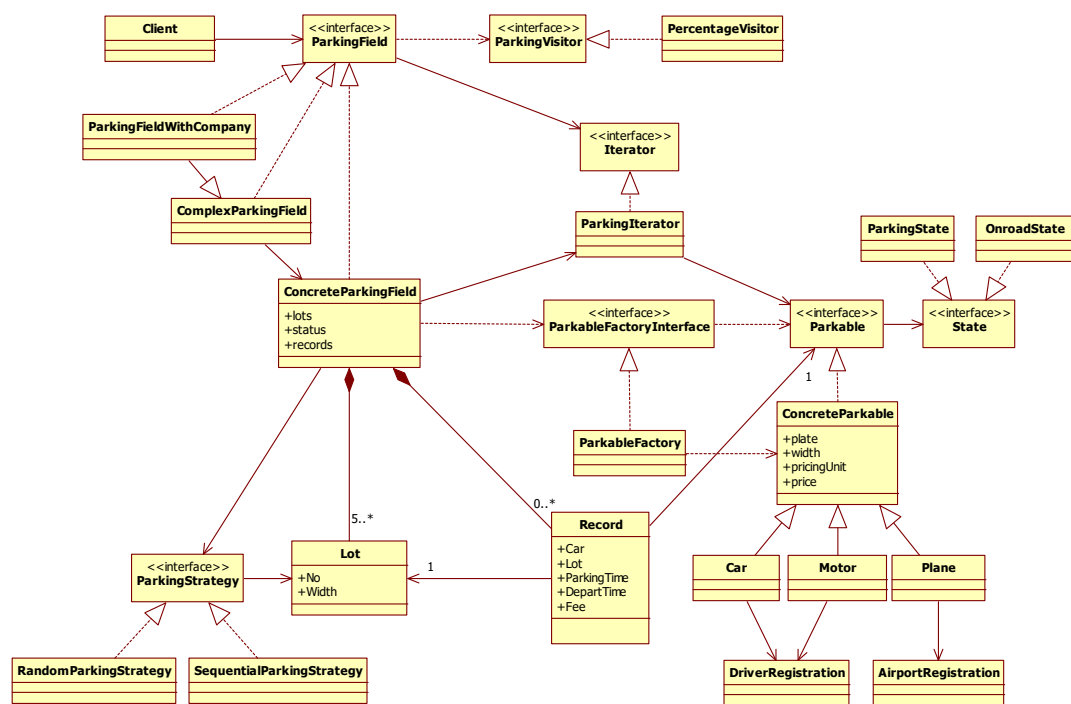 Client
<<interface>>
ParkingField
<<interface>>
ParkingVisitor
PercentageVisitor
ParkingFieldWithCompany
<<interface>>
Iterator
ComplexParkingField
ParkingIterator
ParkingState
OnroadState
ConcreteParkingField
+lots
+status
+records
<<interface>>
ParkableFactoryInterface
<<interface>>
Parkable
<<interface>>
State
1
ConcreteParkable
+plate
+width
+pricingUnit
+price
ParkableFactory
5..*
0..*
<<interface>>
ParkingStrategy
Lot
+No
+Width
1
Record
+Car
+Lot
+ParkingTime
+DepartTime
+Fee
Car
Motor
Plane
RandomParkingStrategy
SequentialParkingStrategy
DriverRegistration
AirportRegistration